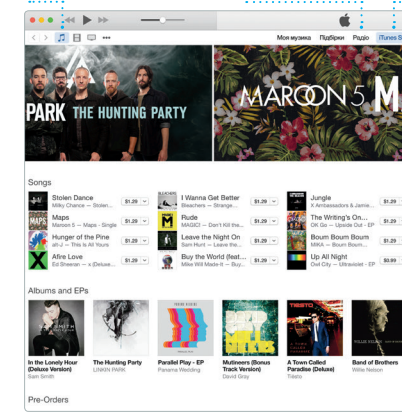 Моя музика Підбірки Радіо iTunes S
PARK THE HUNTING PARTY
MAROON 5 M
Songs
Stolen Dance
Milky Chance — Stolen...
$1.29
I Wanna Get Better
Bleachers — Strange...
$1.29
Jungle
X Ambassadors & Jamie...
$1.29
Maps
Maroon 5 — Maps - Single
$1.29
Rude
MAGIC! — Don't Kill the...
$1.29
The Writing's On...
OK Go — Upside Out - EP
$1.29
Hunger of the Pine
alt-J — This Is All Yours
$1.29
Leave the Night On
Sam Hunt — Leave the...
$1.29
Boum Boum Boum
MIKA — Boum Boum...
$1.29
Afire Love
Ed Sheeran — x (Deluxe...
$1.29
Buy the World (feat...
Mike Will Made-It — Buy...
$1.29
Up All Night
Owl City — Ultraviolet - EP
$0.99
Albums and EPs
In the Lonely Hour
(Deluxe Version)
Sam Smith
The Hunting Party
LINKIN PARK
Parallel Play - EP
Panama Wedding
Mutineers (Bonus
Track Version)
David Gray
A Town Called
Paradise (Deluxe)
Tiësto
Band of Brothers
Willie Nelson
Pre-Orders